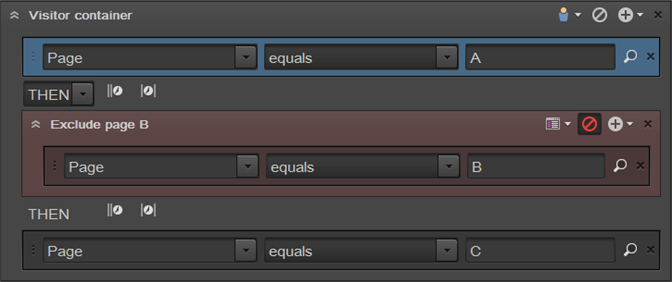 Visitor container
Page equals A
THEN
Exclude page B
Page equals B
THEN
Page equals C